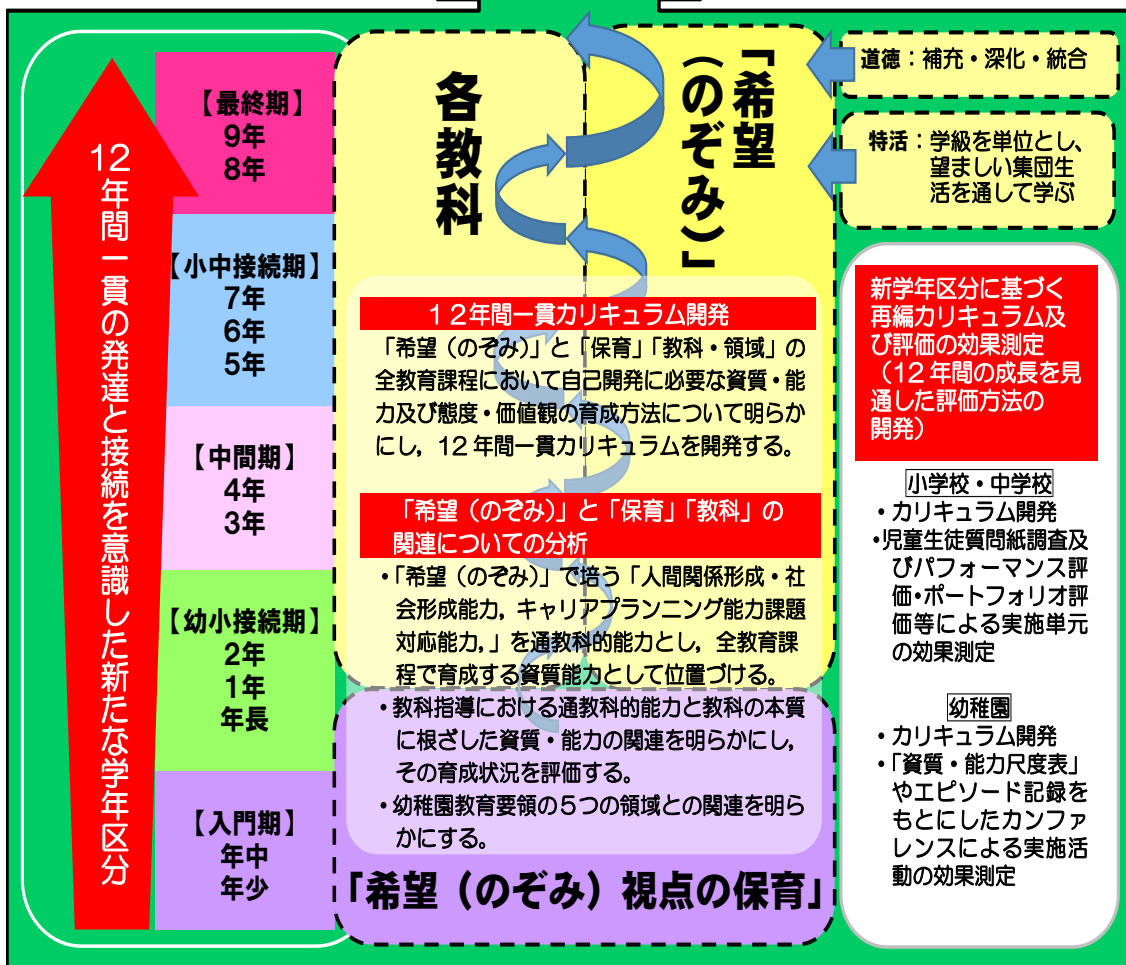 12年間一貫の発達と接続を意識した新たな学年区分
【最終期】
9年
8年
【小中接続期】
7年
6年
5年
【中間期】
4年
3年
【幼小接続期】
2年
1年
年長
【入門期】
年中
年少
各教科
「希望
（のぞみ）」
12年間一貫カリキュラム開発
「希望（のぞみ）」と「保育」「教科・領域」の
全教育課程において自己開発に必要な資質・能
力及び態度・価値観の育成方法について明らか
にし，12年間一貫カリキュラムを開発する。
「希望（のぞみ）」と「保育」「教科」の
関連についての分析
・「希望（のぞみ）」で培う「人間関係形成・社
会形成能力，キャリアプランニング能力課題
対応能力，」を通教科的能力とし，全教育課
程で育成する資質能力として位置づける。
・教科指導における通教科的能力と教科の本質
に根ざした資質・能力の関連を明らかにし，
その育成状況を評価する。
・幼稚園教育要領の５つの領域との関連を明ら
かにする。
「希望（のぞみ）視点の保育」
道徳：補充・深化・統合
特活：学級を単位とし、
望ましい集団生
活を通して学ぶ
新学年区分に基づく
再編カリキュラム及
び評価の効果測定
（12年間の成長を見
通した評価方法の
開発）
小学校・中学校
・カリキュラム開発
・児童生徒質問紙調査及
びパフォーマンス評
価・ポートフォリオ評
価等による実施単元
の効果測定
幼稚園
・カリキュラム開発
・「資質・能力尺度表」
やエピソード記録を
もとにしたカンファ
レンスによる実施活
動の効果測定